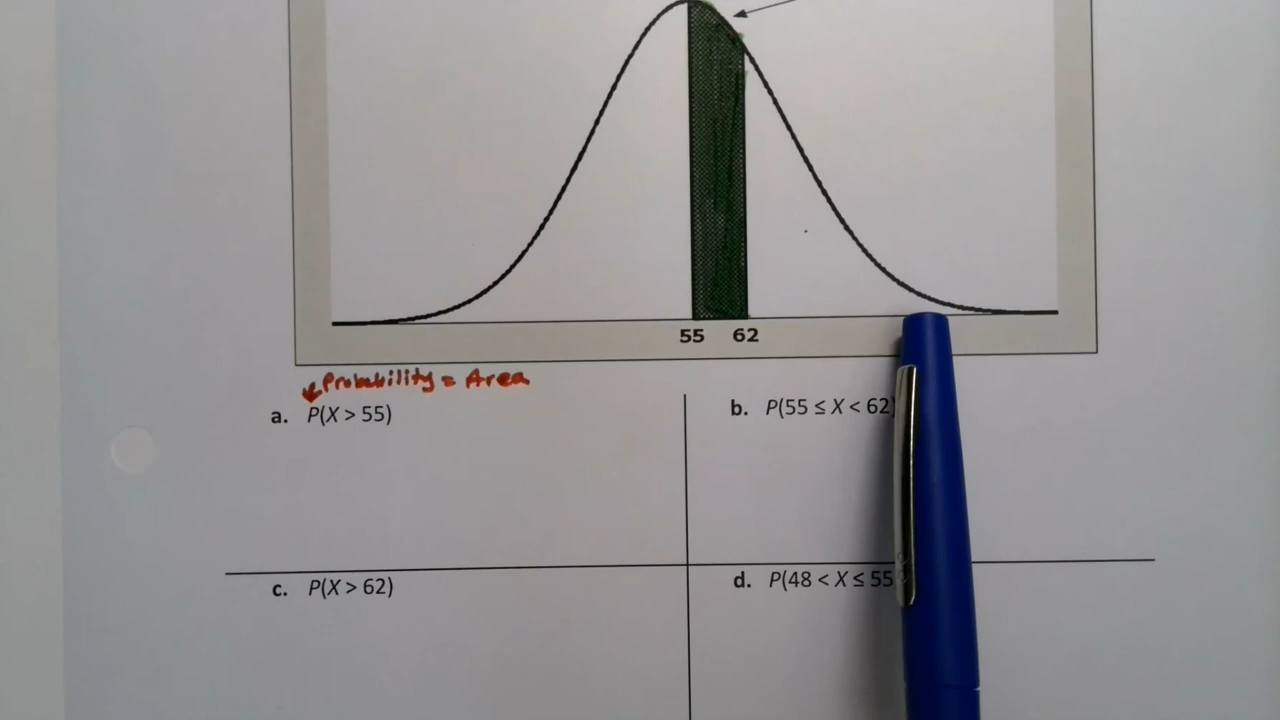 55 62
Probability = Area
a. P(X > 55)
b. P(55 ≤ X < 62)
c. P(X > 62)
d. P(48 < X ≤ 55